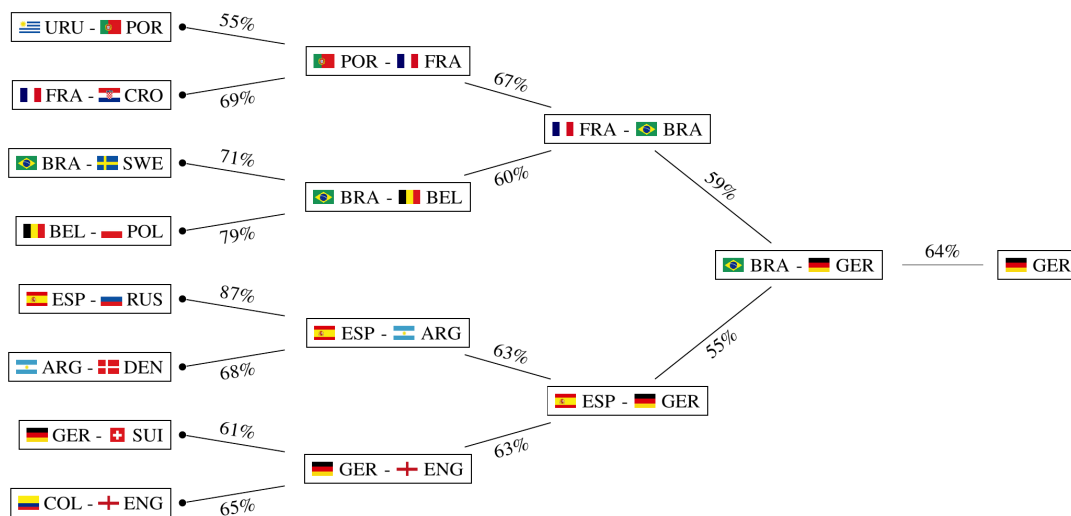 URU - POR
55%
POR - FRA
FRA - CRO
69%
67%
FRA - BRA
BRA - SWE
71%
60%
BRA - BEL
BEL - POL
79%
59%
BRA - GER
64%
GER
ESP - RUS
87%
ESP - ARG
ARG - DEN
68%
63%
55%
ESP - GER
GER - SUI
61%
63%
GER - ENG
COL - ENG
65%